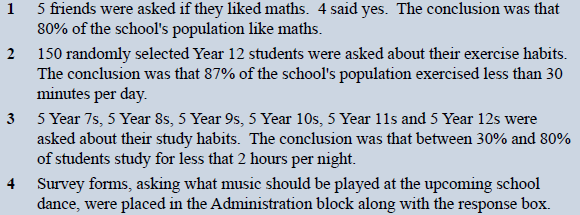 1 5 friends were asked if they liked maths. 4 said yes. The conclusion was that
80% of the school's population like maths.
2 150 randomly selected Year 12 students were asked about their exercise habits.
The conclusion was that 87% of the school's population exercised less than 30
minutes per day.
3 5 Year 7s, 5 Year 8s, 5 Year 9s, 5 Year 10s, 5 Year 11s and 5 Year 12s were
asked about their study habits. The conclusion was that between 30% and 80%
of students study for less that 2 hours per night.
4 Survey forms, asking what music should be played at the upcoming school
dance, were placed in the Administration block along with the response box.